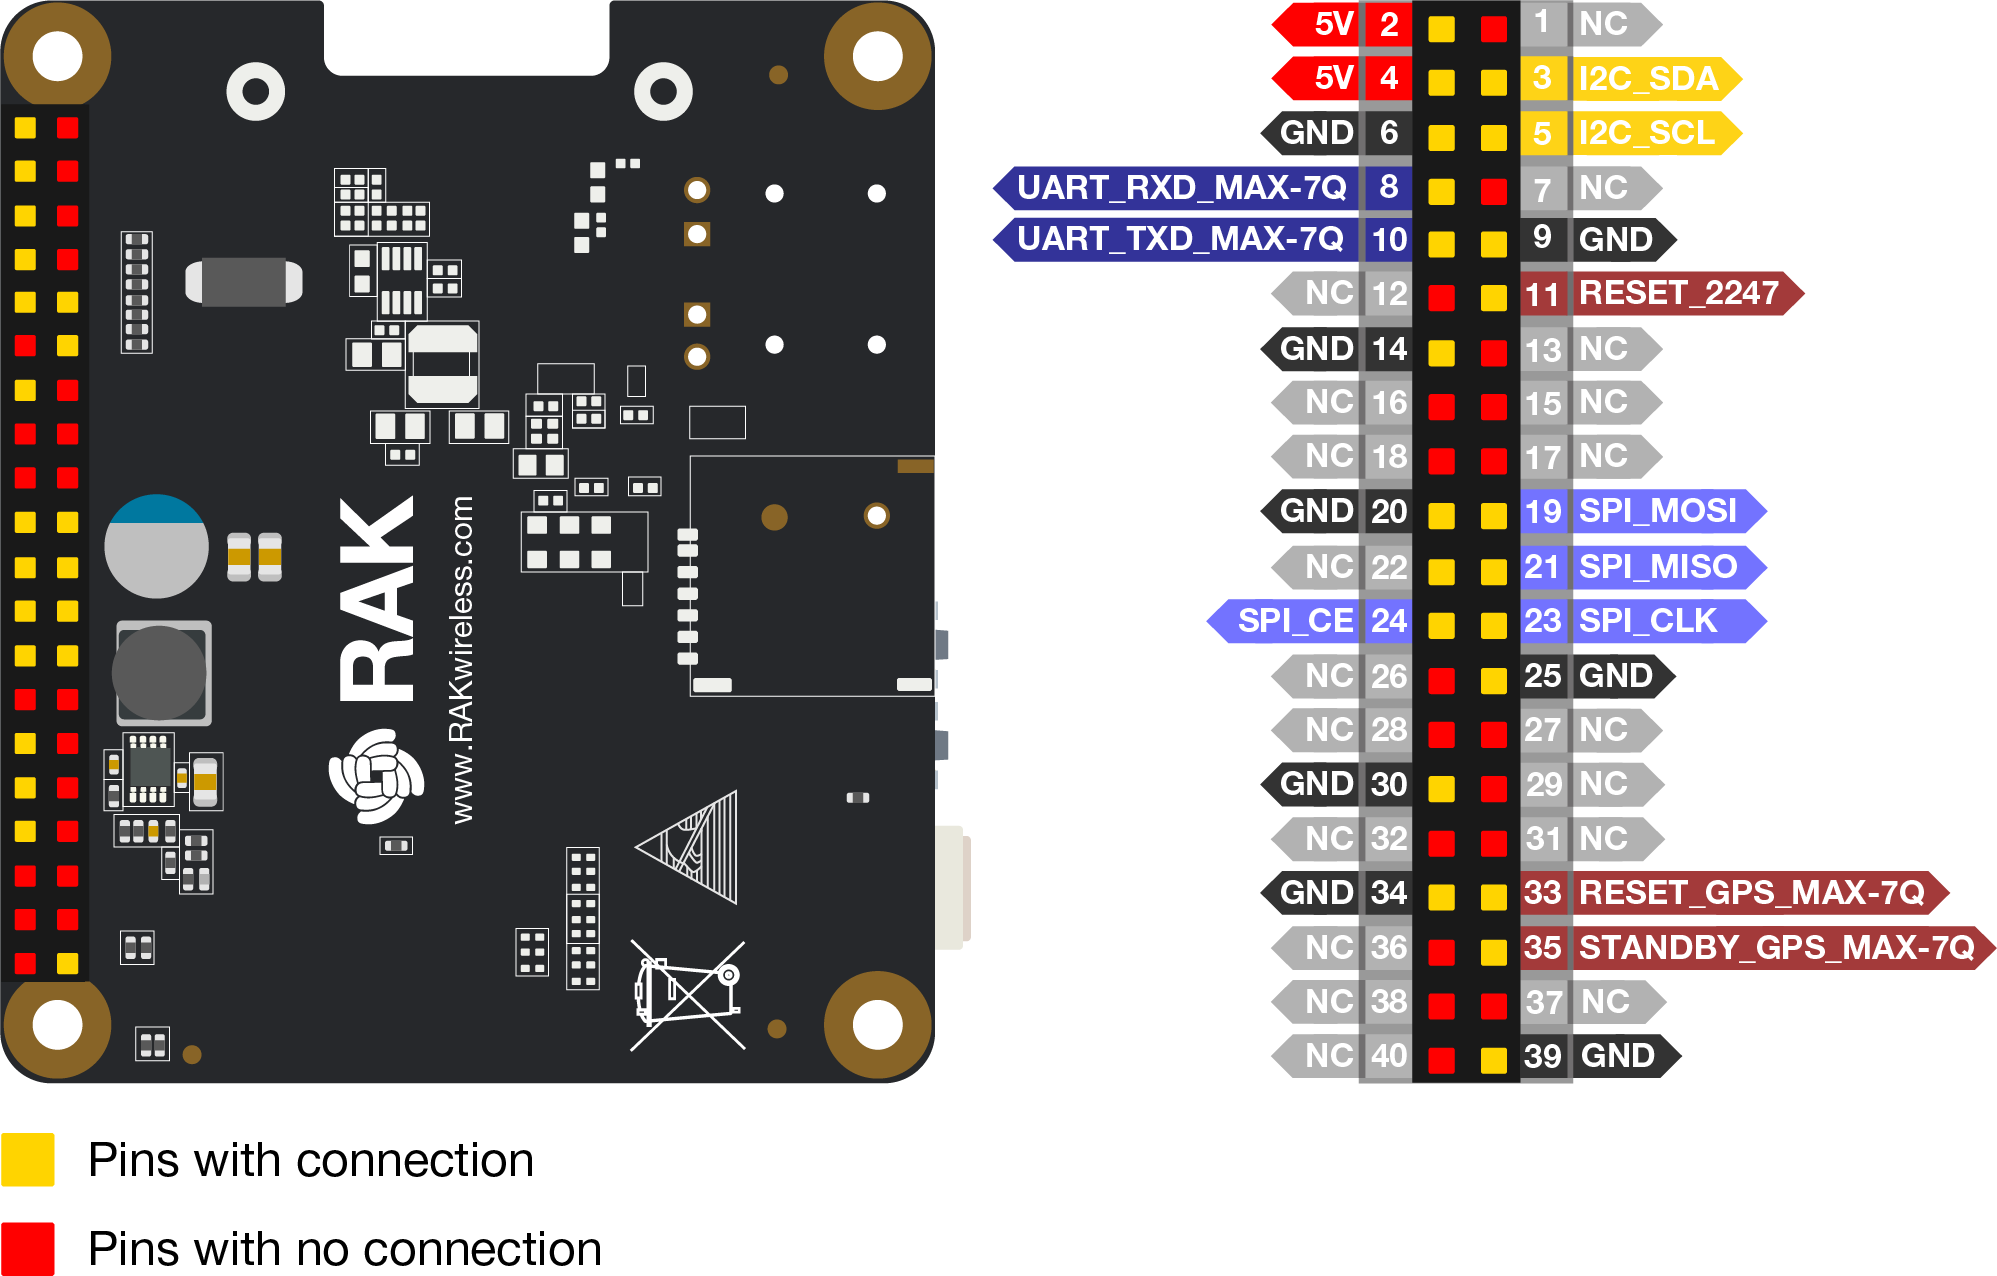 5V 2 1 NC
5V 4 3 I2C_SDA
GND 6 5 I2C_SCL
UART_RXD_MAX-7Q 8 7 NC
UART_TXD_MAX-7Q 10 9 GND
NC 12 11 RESET_2247
GND 14 13 NC
NC 16 15 NC
NC 18 17 NC
GND 20 19 SPI_MOSI
NC 22 21 SPI_MISO
SPI_CE 24 23 SPI_CLK
NC 26 25 GND
NC 28 27 NC
GND 30 29 NC
NC 32 31 NC
GND 34 33 RESET_GPS_MAX-7Q
NC 36 35 STANDBY_GPS_MAX-7Q
NC 38 37 NC
NC 40 39 GND
RAK
www.RAKwireless.com
Pins with connection
Pins with no connection